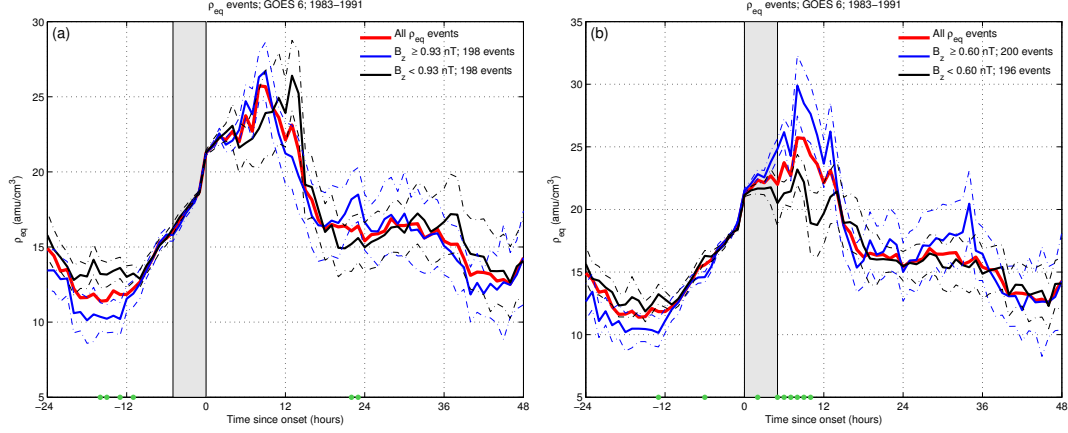 ρeq events; GOES 6; 1983−1991
(a)
All ρeq events
Bz ≥ 0.93 nT; 198 events
Bz < 0.93 nT; 198 events
ρeq (amu/cm3)
35
30
25
20
15
10
5
−24
−12
0
12
24
36
48
Time since onset (hours)
ρeq events; GOES 6; 1983−1991
(b)
All ρeq events
Bz ≥ 0.60 nT; 200 events
Bz < 0.60 nT; 196 events
ρeq (amu/cm3)
35
30
25
20
15
10
5
−24
−12
0
12
24
36
48
Time since onset (hours)